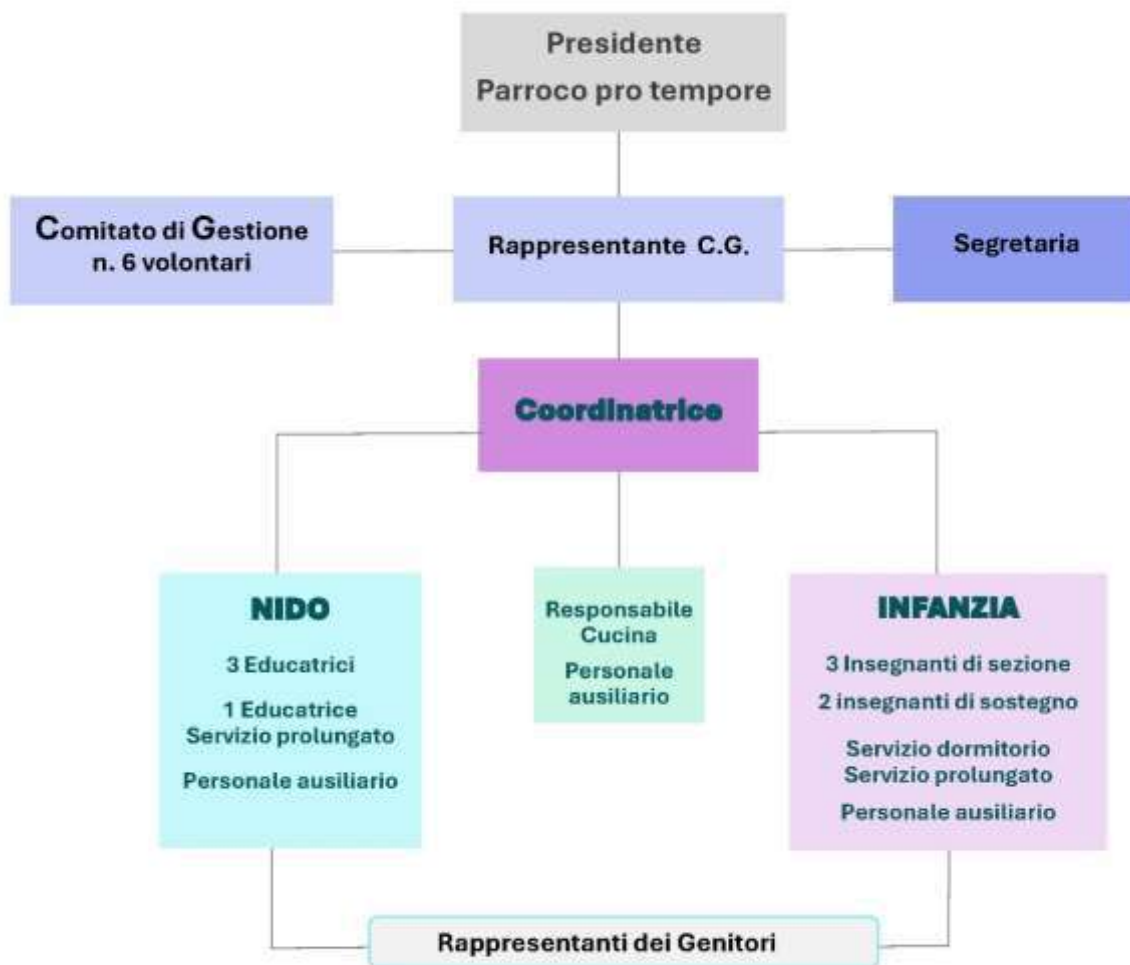 Presidente
Parroco pro tempore
Comitato di Gestione
n. 6 volontari
Rappresentante C.G.
Segretaria
Coordinatrice
NIDO
3 Educatrici
1 Educatrice
Servizio prolungato
Personale ausiliario
Responsabile
Cucina
Personale
ausiliario
INFANZIA
3 Insegnanti di sezione
2 insegnanti di sostegno
Servizio dormitorio
Servizio prolungato
Personale ausiliario
Rappresentanti dei Genitori